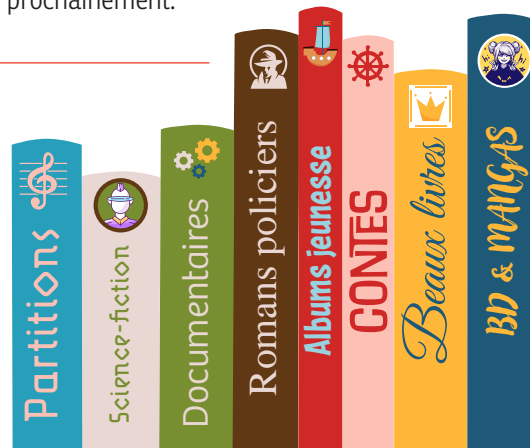 prochainement.
Partitions
Science-fiction
Documentaires
Romans policiers
Albums jeunesse
CONTES
Beaux livres
BD & MANGAS